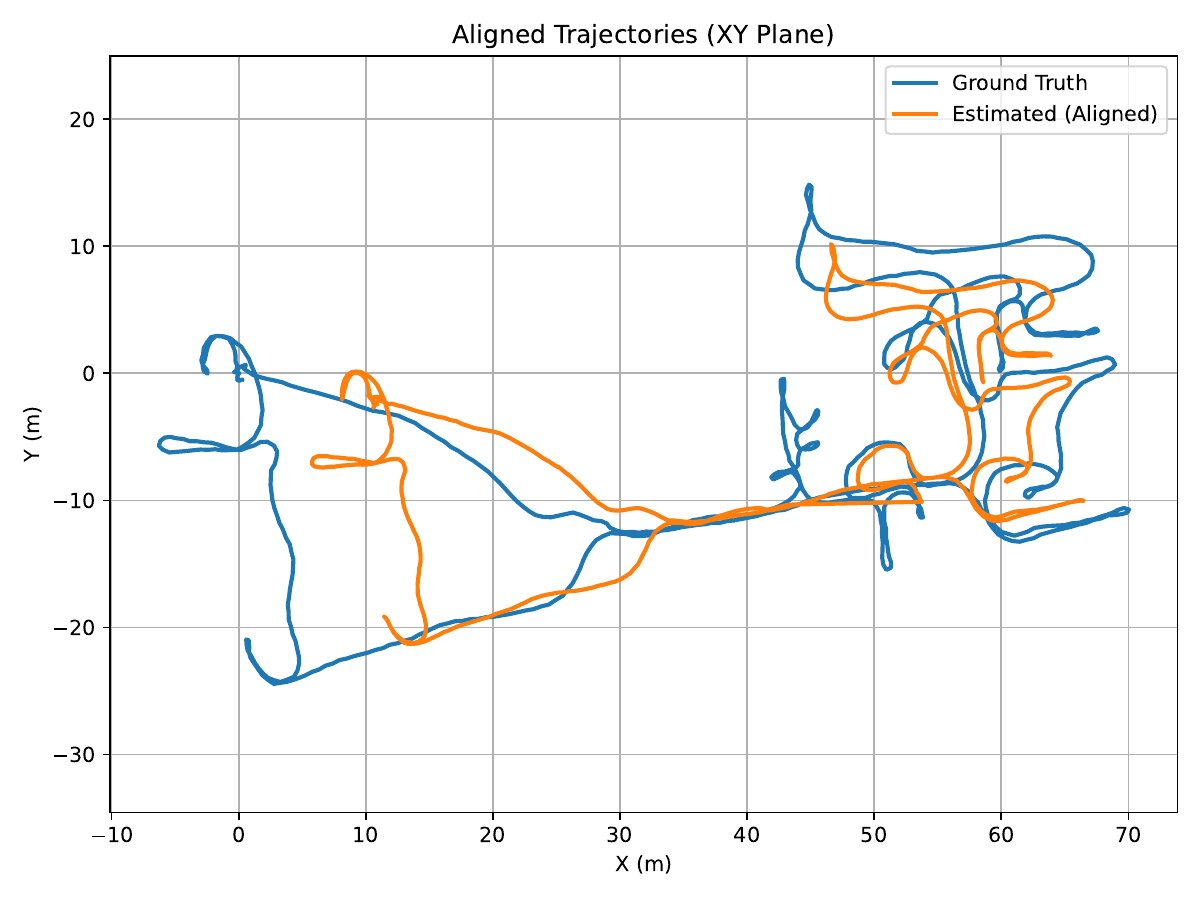 Aligned Trajectories (XY Plane)
Ground Truth
Estimated (Aligned)
20
10
0
−10
−20
−30
Y (m)
−10 0 10 20 30 40 50 60 70
X (m)